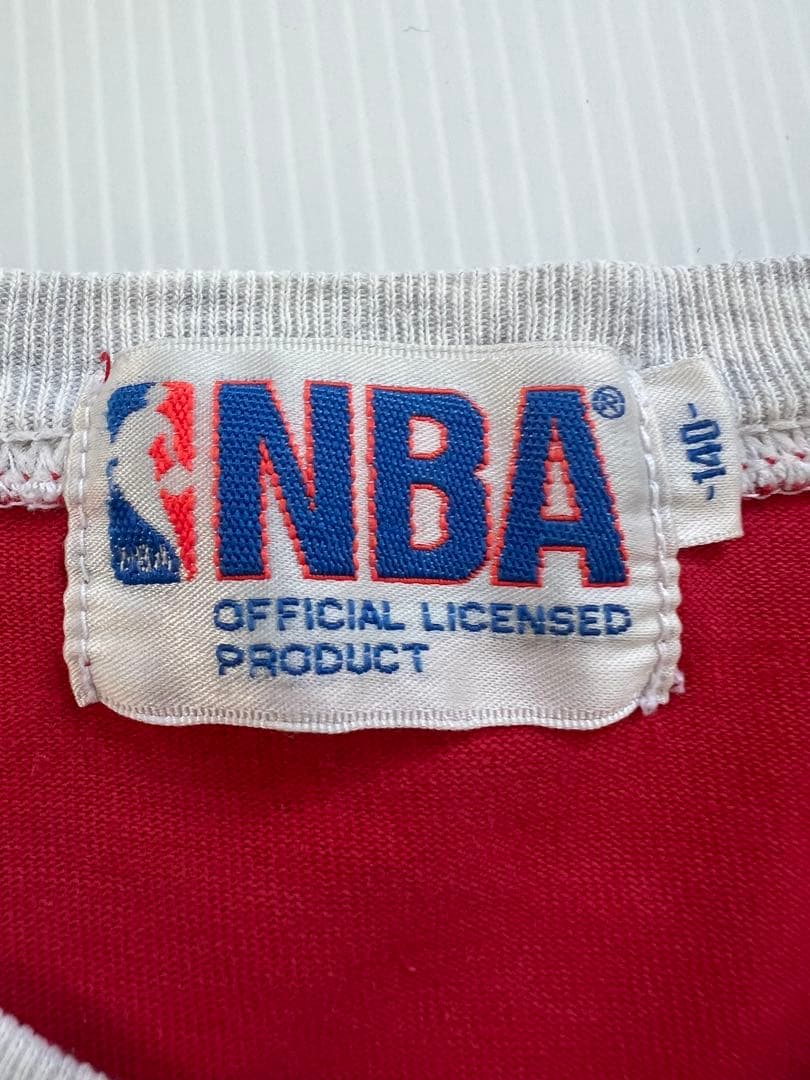 NBA®
OFFICIAL LICENSED
PRODUCT
-140-